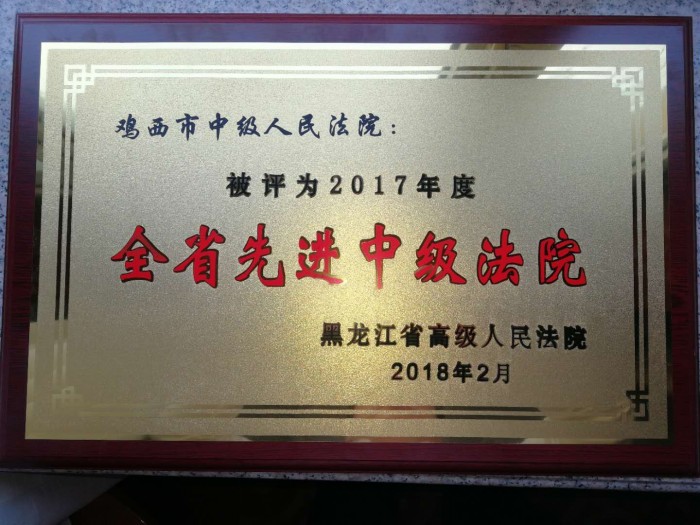 鸡西市中级人民法院：
被评为2017年度
全省先进中级法院
黑龙江省高级人民法院
2018年2月